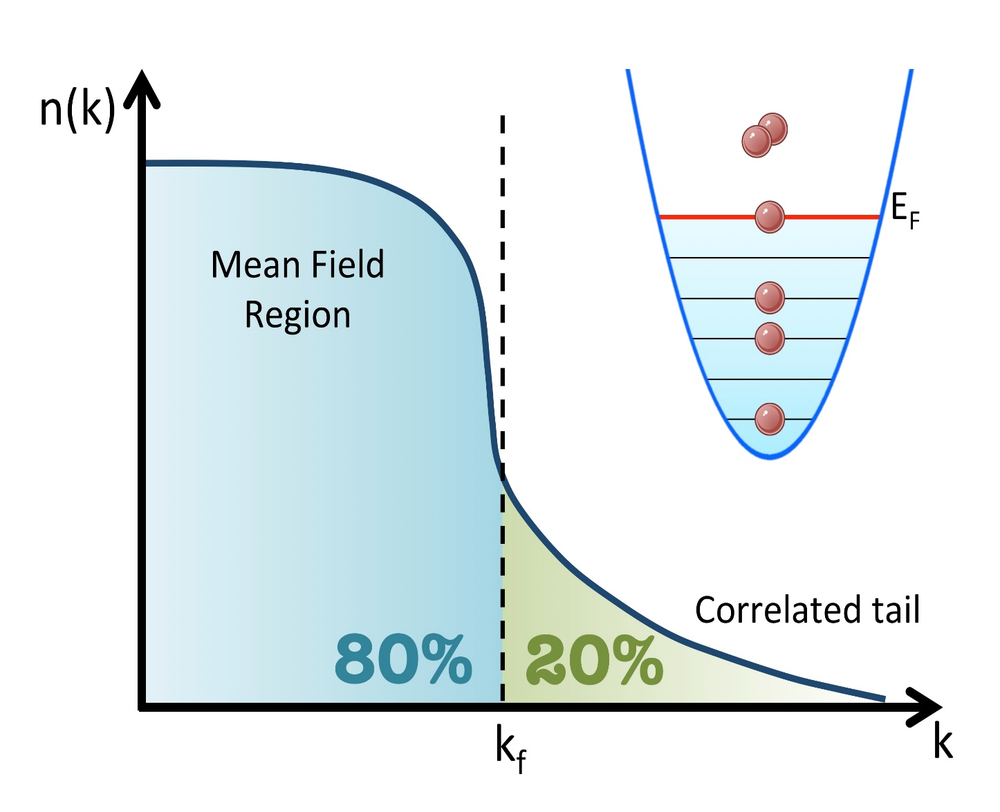 n(k)
E_F
Mean Field
Region
Correlated tail
80%
20%
k_f
k